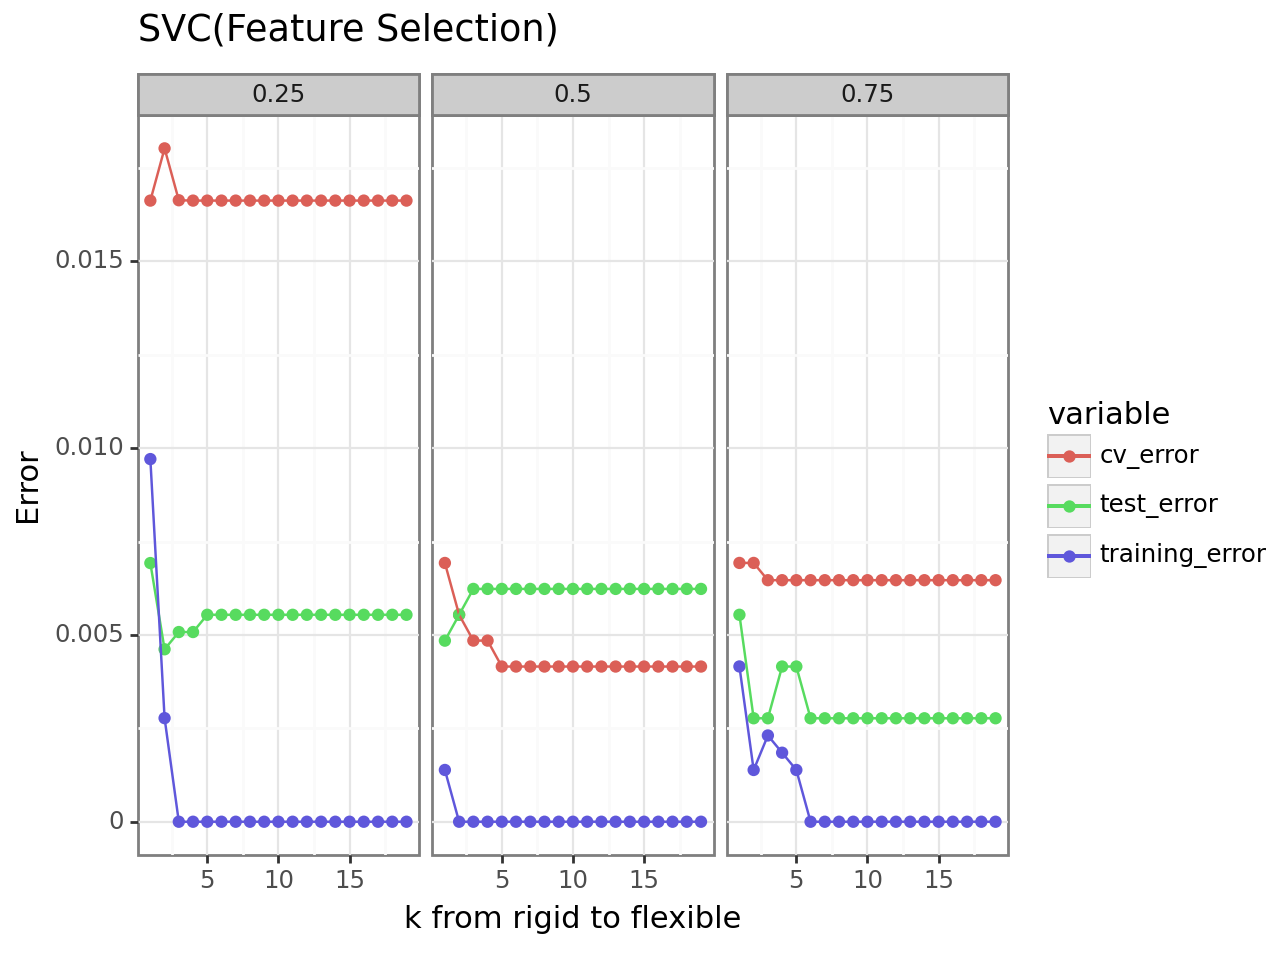 SVC(Feature Selection)
0.25
0.5
0.75
0.015
0.010
0.005
0
Error
5
10
15
5
10
15
5
10
15
k from rigid to flexible
variable
cv_error
test_error
training_error